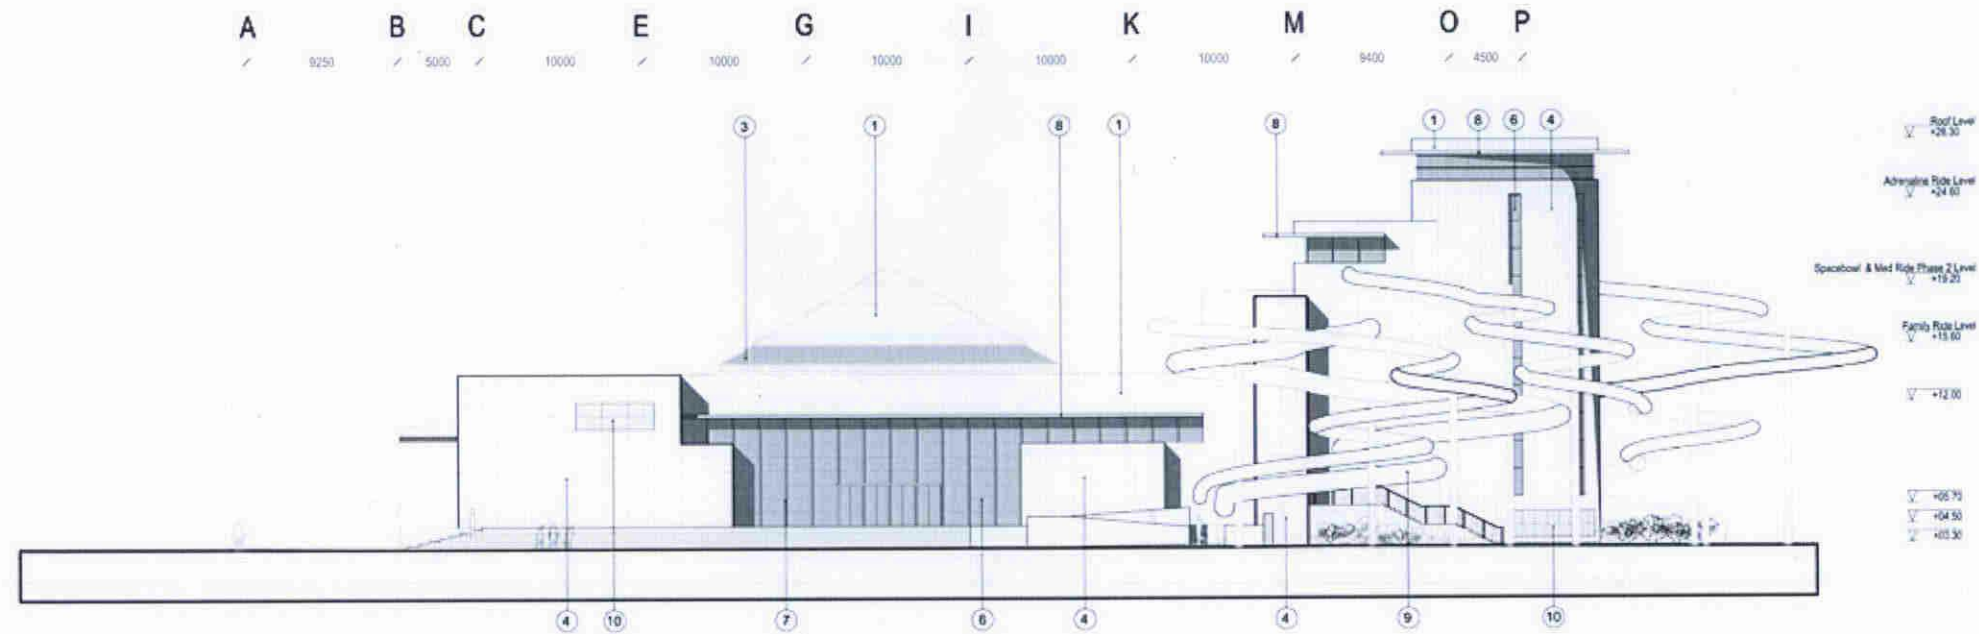 A B C E G I K M O P
9250 5000 10000 10000 10000 10000 10000 9400 4500
3 1 8 1 8 1 8 6 4
Roof Level
+28.30
Adrenaline Ride Level
+24.60
Spacebowl & Med Ride Phase 2 Level
+19.20
Family Ride Level
+15.60
+12.00
+05.70
+04.50
+03.30
4 10 7 6 4 4 9 10